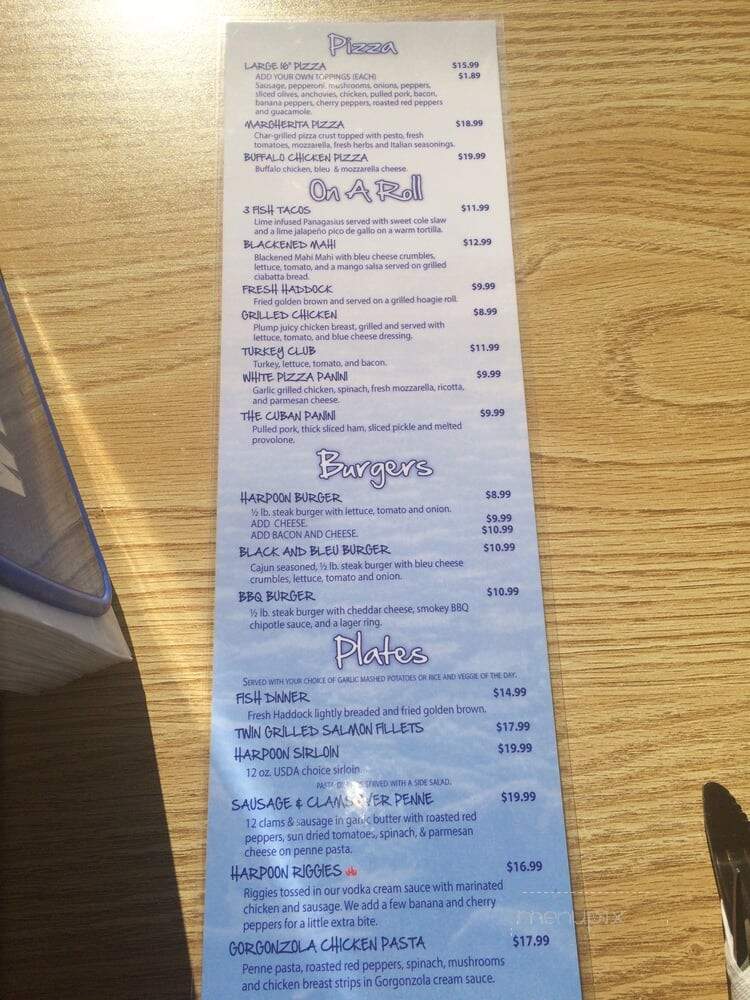 Pizza
LARGE 16" PIZZA $15.99
ADD YOUR OWN TOPPINGS (EACH) $1.89
Sausage, pepperoni, mushrooms, onions, peppers,
sliced olives, anchovies, chicken, pulled pork, bacon,
banana peppers, cherry peppers, roasted red peppers
and guacamole.
MARGHERITA PIZZA $18.99
Char-grilled pizza crust topped with pesto, fresh
tomatoes, mozzarella, fresh herbs and Italian seasonings.
BUFFALO CHICKEN PIZZA $19.99
Buffalo chicken, bleu & mozzarella cheese.
On A Roll
3 FISH TACOS $11.99
Lime infused Panagasius served with sweet cole slaw
and a lime jalapeño pico de gallo on a warm tortilla.
BLACKENED MAHI $12.99
Blackened Mahi Mahi with bleu cheese crumbles,
lettuce, tomato, and a mango salsa served on grilled
ciabatta bread.
FRESH HADDOCK $9.99
Fried golden brown and served on a grilled hoagie roll.
GRILLED CHICKEN $8.99
Plump juicy chicken breast, grilled and served with
lettuce, tomato, and blue cheese dressing.
TURKEY CLUB $11.99
Turkey, lettuce, tomato, and bacon.
WHITE PIZZA PANINI $9.99
Garlic grilled chicken, spinach, fresh mozzarella, ricotta,
and parmesan cheese.
THE CUBAN PANINI $9.99
Pulled pork, thick sliced ham, sliced pickle and melted
provolone.
Burgers
HARPOON BURGER $8.99
½ lb. steak burger with lettuce, tomato and onion.
ADD CHEESE. $9.99
ADD BACON AND CHEESE. $10.99
BLACK AND BLEU BURGER $10.99
Cajun seasoned, ½ lb. steak burger with bleu cheese
crumbles, lettuce, tomato and onion.
BBQ BURGER $10.99
½ lb. steak burger with cheddar cheese, smokey BBQ
chipotle sauce, and a lager ring.
Plates
SERVED WITH YOUR CHOICE OF GARLIC MASHED POTATOES OR RICE AND VEGGIE OF THE DAY.
FISH DINNER $14.99
Fresh Haddock lightly breaded and fried golden brown.
TWIN GRILLED SALMON FILLETS $17.99
HARPOON SIRLOIN $19.99
12 oz. USDA choice sirloin.
PASTA SERVED WITH A SIDE SALAD.
SAUSAGE & CLAMS OVER PENNE $19.99
12 clams & sausage in garlic butter with roasted red
peppers, sun dried tomatoes, spinach, & parmesan
cheese on penne pasta.
HARPOON RIGGIES $16.99
Riggies tossed in our vodka cream sauce with marinated
chicken and sausage. We add a few banana and cherry
peppers for a little extra bite.
menupix
GORGONZOLA CHICKEN PASTA $17.99
Penne pasta, roasted red peppers, spinach, mushrooms
and chicken breast strips in Gorgonzola cream sauce.